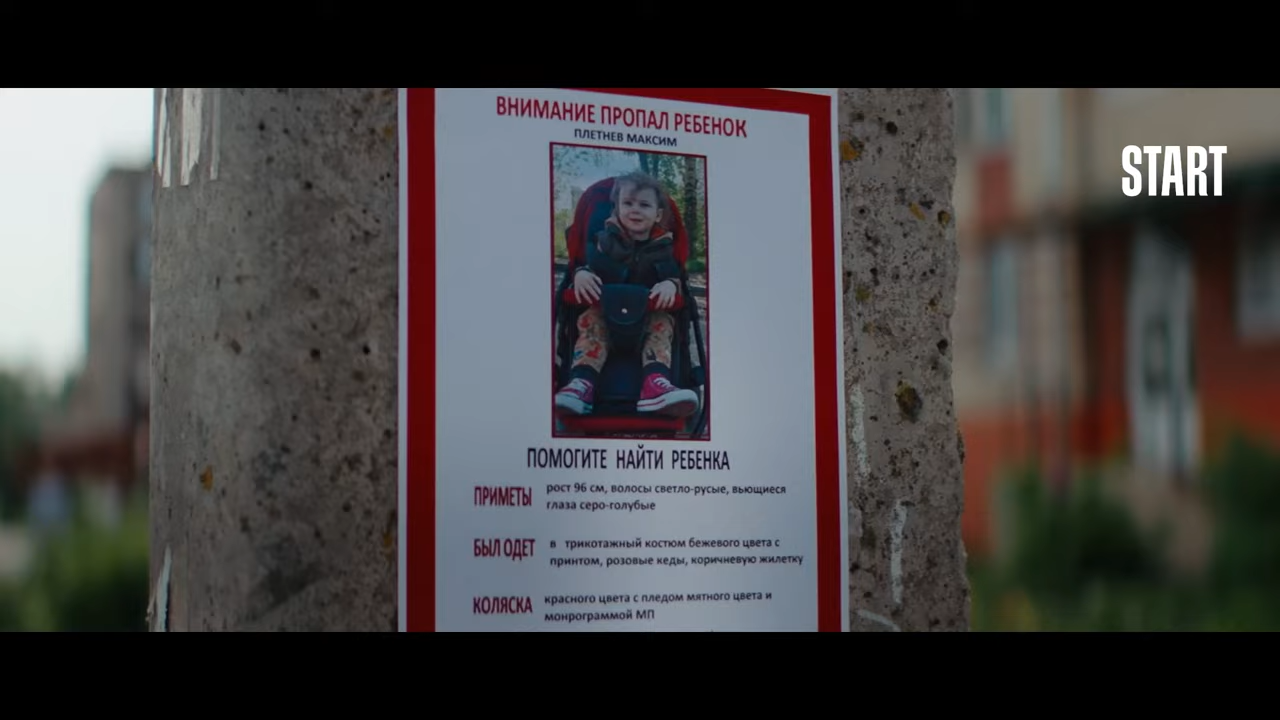 ВНИМАНИЕ ПРОПАЛ РЕБЕНОК
ПЛЕТНЕВ МАКСИМ
START
ПОМОГИТЕ НАЙТИ РЕБЕНКА
ПРИМЕТЫ рост 96 см, волосы светло-русые, вьющиеся
глаза серо-голубые
БЫЛ ОДЕТ в трикотажный костюм бежевого цвета с
принтом, розовые кеды, коричневую жилетку
КОЛЯСКА красного цвета с пледом мятного цвета и
монрограммой МП